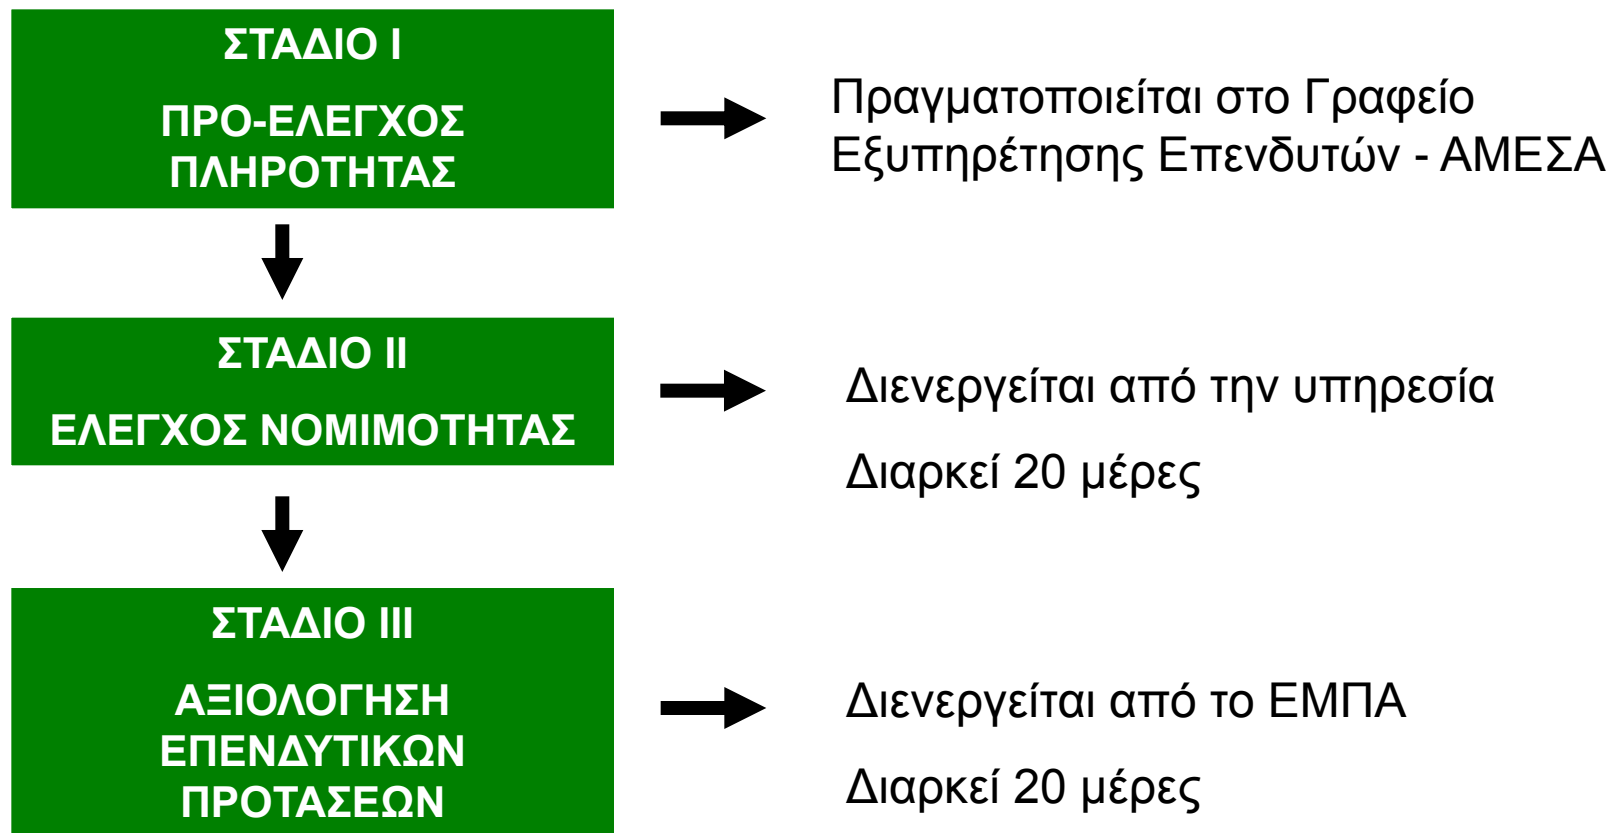 ΣΤΑΔΙΟ Ι
ΠΡΟ-ΕΛΕΓΧΟΣ
ΠΛΗΡΟΤΗΤΑΣ
Πραγματοποιείται στο Γραφείο
Εξυπηρέτησης Επενδυτών - ΑΜΕΣΑ
ΣΤΑΔΙΟ ΙΙ
ΕΛΕΓΧΟΣ ΝΟΜΙΜΟΤΗΤΑΣ
Διενεργείται από την υπηρεσία
Διαρκεί 20 μέρες
ΣΤΑΔΙΟ ΙΙΙ
ΑΞΙΟΛΟΓΗΣΗ
ΕΠΕΝΔΥΤΙΚΩΝ
ΠΡΟΤΑΣΕΩΝ
Διενεργείται από το ΕΜΠΑ
Διαρκεί 20 μέρες